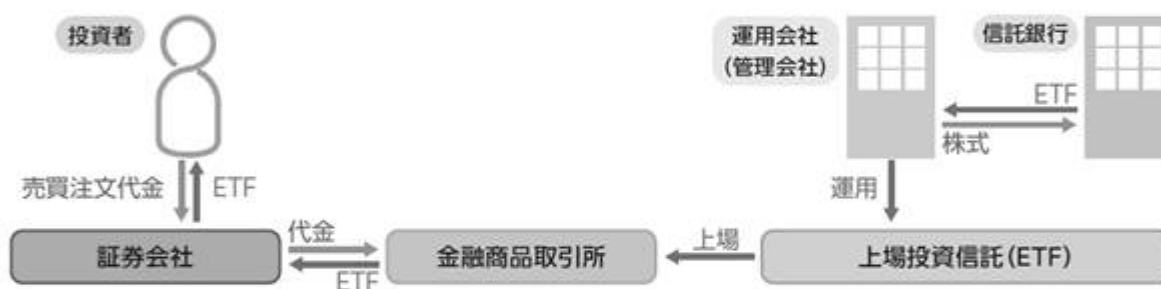 投資者
運用会社
(管理会社)
信託銀行
ETF
株式
売買注文代金
ETF
運用
証券会社
代金
ETF
金融商品取引所
上場
上場投資信託(ETF)